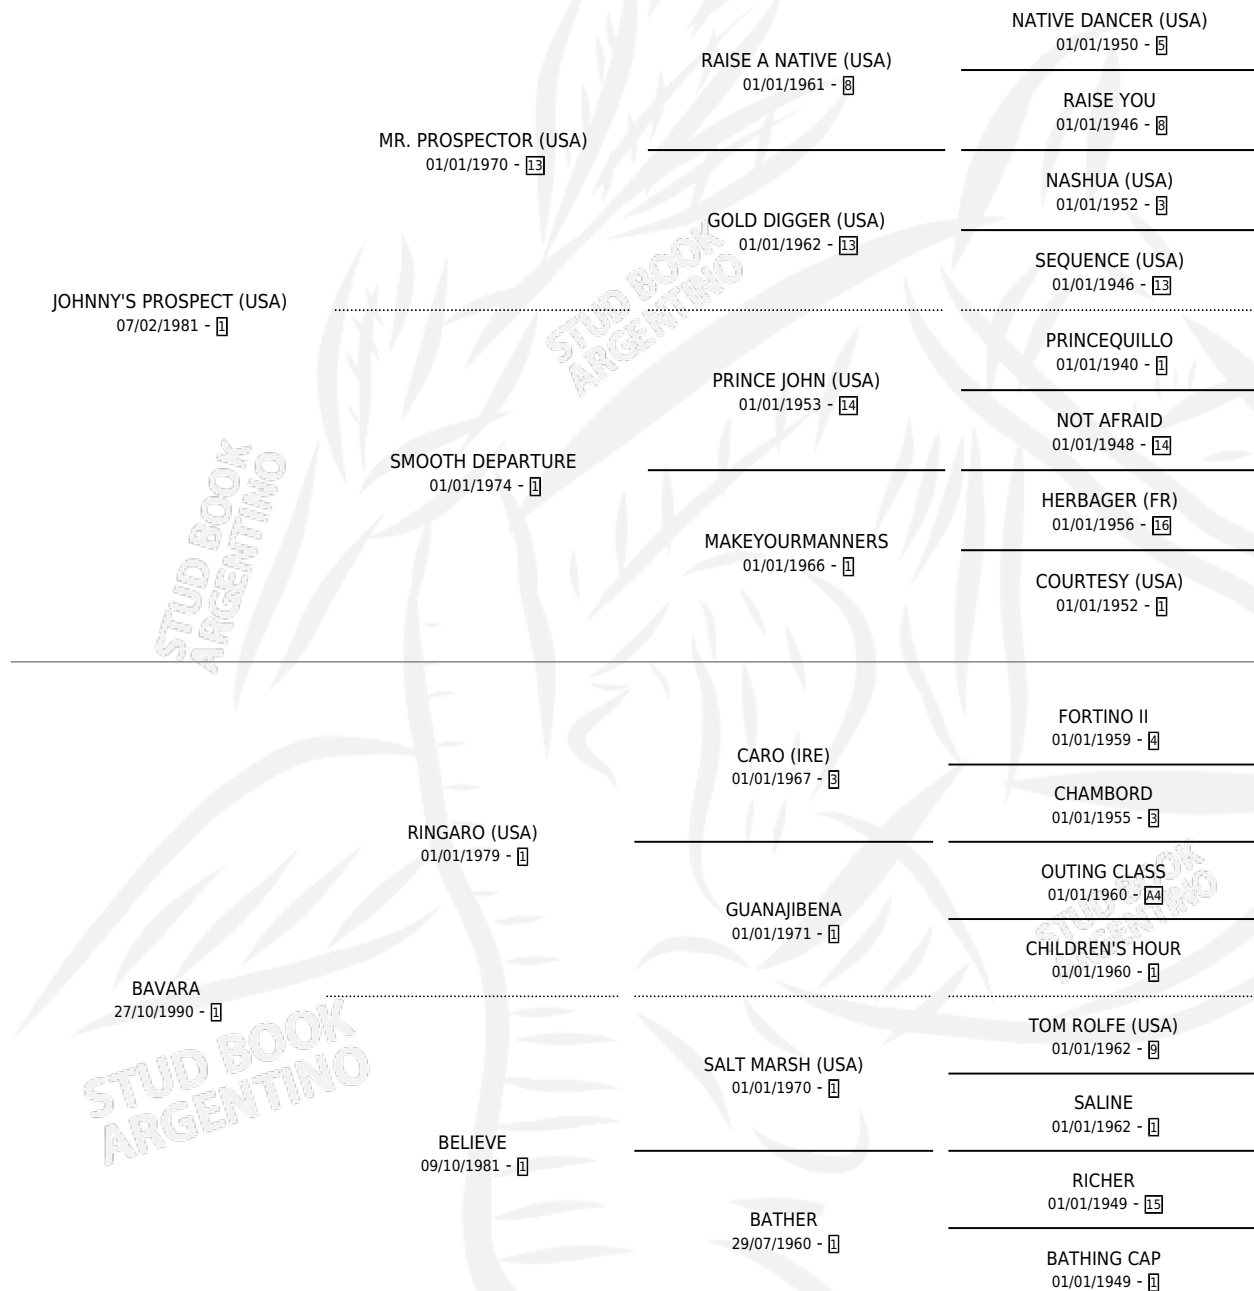 NATIVE DANCER (USA)
01/01/1950 - 5
RAISE A NATIVE (USA)
01/01/1961 - 8
RAISE YOU
01/01/1946 - 8
MR. PROSPECTOR (USA)
01/01/1970 - 13
NASHUA (USA)
01/01/1952 - 3
GOLD DIGGER (USA)
01/01/1962 - 13
SEQUENCE (USA)
01/01/1946 - 13
JOHNNY'S PROSPECT (USA)
07/02/1981 - 1
STUD BOOK
ARGENTINO
PRINCEQUILLO
01/01/1940 - 1
PRINCE JOHN (USA)
01/01/1953 - 14
NOT AFRAID
01/01/1948 - 14
SMOOTH DEPARTURE
01/01/1974 - 1
HERBAGER (FR)
01/01/1956 - 16
MAKEYOURMANNERS
01/01/1966 - 1
COURTESY (USA)
01/01/1952 - 1
STUD BOOK
ARGENTINO
FORTINO II
01/01/1959 - 4
CARO (IRE)
01/01/1967 - 3
CHAMBORD
01/01/1955 - 3
RINGARO (USA)
01/01/1979 - 1
OUTING CLASS
01/01/1960 - A4
GUANAJIBENA
01/01/1971 - 1
CHILDREN'S HOUR
01/01/1960 - 1
STUD BOOK
ARGENTINO
BAVARA
27/10/1990 - 1
TOM ROLFE (USA)
01/01/1962 - 9
SALT MARSH (USA)
01/01/1970 - 1
SALINE
01/01/1962 - 1
STUD BOOK
ARGENTINO
BELIEVE
09/10/1981 - 1
RICHER
01/01/1949 - 15
BATHER
29/07/1960 - 1
BATHING CAP
01/01/1949 - 1